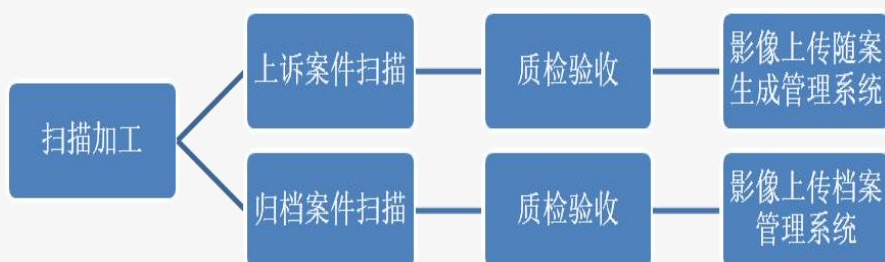 扫描加工
上诉案件扫描
质检验收
影像上传随案
生成管理系统
归档案件扫描
质检验收
影像上传档案
管理系统